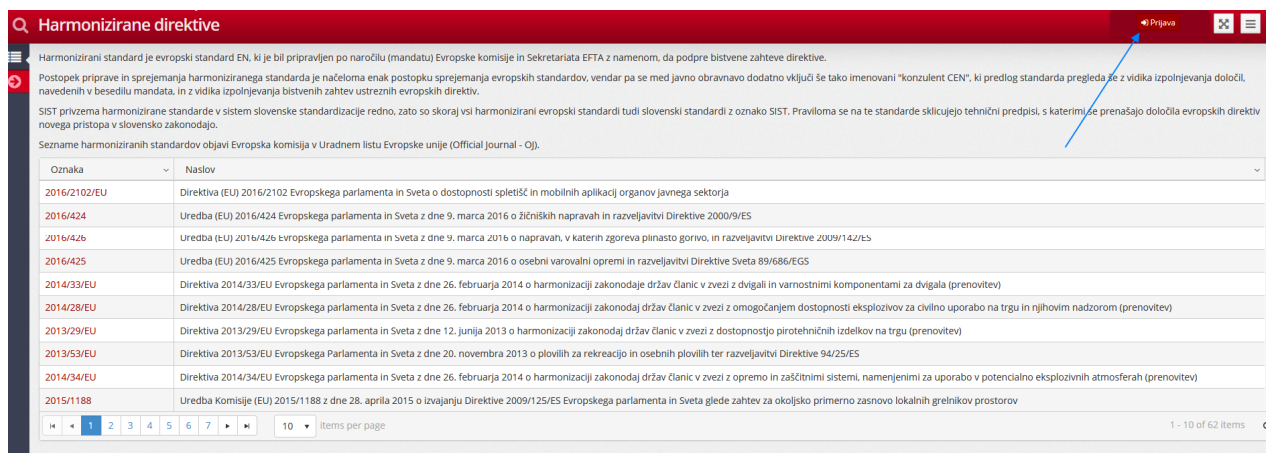 Harmonizirane direktive
Prijava
Harmonizirani standard je evropski standard EN, ki je bil pripravljen po naročilu (mandatu) Evropske komisije in Sekretariata EFTA z namenom, da podpre bistvene zahteve direktive.
Postopek priprave in sprejemanja harmoniziranega standarda je načeloma enak postopku sprejemanja evropskih standardov, vendar pa se med javno obravnavo dodatno vključi še tako imenovani "konzulent CEN", ki predlog standarda pregleda še z vidika izpolnjevanja določil,
navedenih v besedilu mandata, in z vidika izpolnjevanja bistvenih zahtev ustreznih evropskih direktiv.
SIST privzema harmonizirane standarde v sistem slovenske standardizacije redno, zato so skoraj vsi harmonizirani evropski standardi tudi slovenski standardi z oznako SIST. Praviloma se na te standarde sklicujejo tehnični predpisi, s katerimi se prenašajo določila evropskih direktiv
novega pristopa v slovensko zakonodajo.
Sezname harmoniziranih standardov objavi Evropska komisija v Uradnem listu Evropske unije (Official Journal - OJ).
Oznaka Naslov
2016/2102/EU Direktiva (EU) 2016/2102 Evropskega parlamenta in Sveta o dostopnosti spletišč in mobilnih aplikacij organov javnega sektorja
2016/424 Uredba (EU) 2016/424 Evropskega parlamenta in Sveta z dne 9. marca 2016 o žičniških napravah in razveljavitvi Direktive 2000/9/ES
2016/426 Uredba (EU) 2016/426 Evropskega parlamenta in Sveta z dne 9. marca 2016 o napravah, v katerih zgoreva plinasto gorivo, in razveljavitvi Direktive 2009/142/ES
2016/425 Uredba (EU) 2016/425 Evropskega parlamenta in Sveta z dne 9. marca 2016 o osebni varovalni opremi in razveljavitvi Direktive Sveta 89/686/EGS
2014/33/EU Direktiva 2014/33/EU Evropskega parlamenta in Sveta z dne 26. februarja 2014 o harmonizaciji zakonodaje držav članic v zvezi z dvigali in varnostnimi komponentami za dvigala (prenovitev)
2014/28/EU Direktiva 2014/28/EU Evropskega parlamenta in Sveta z dne 26. februarja 2014 o harmonizaciji zakonodaj držav članic v zvezi z omogočanjem dostopnosti eksplozivov za civilno uporabo na trgu in njihovim nadzorom (prenovitev)
2013/29/EU Direktiva 2013/29/EU Evropskega parlamenta in Sveta z dne 12. junija 2013 o harmonizaciji zakonodaj držav članic v zvezi z dostopnostjo pirotehničnih izdelkov na trgu (prenovitev)
2013/53/EU Direktiva 2013/53/EU Evropskega Parlamenta in Sveta z dne 20. novembra 2013 o plovilih za rekreacijo in osebnih plovilih ter razveljavitvi Direktive 94/25/ES
2014/34/EU Direktiva 2014/34/EU Evropskega parlamenta in Sveta z dne 26. februarja 2014 o harmonizaciji zakonodaj držav članic v zvezi z opremo in zaščitnimi sistemi, namenjenimi za uporabo v potencialno eksplozivnih atmosferah (prenovitev)
2015/1188 Uredba Komisije (EU) 2015/1188 z dne 28. aprila 2015 o izvajanju Direktive 2009/125/ES Evropskega parlamenta in Sveta glede zahtev za okoljsko primerno zasnovo lokalnih grelnikov prostorov
1 2 3 4 5 6 7 10 items per page 1 - 10 of 62 items